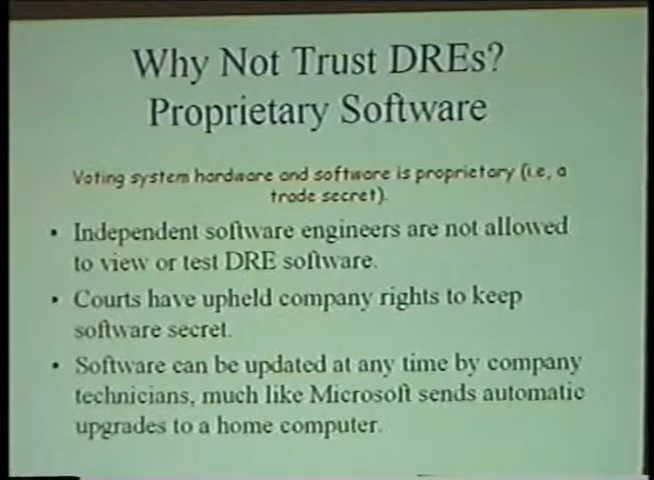 Why Not Trust DREs?
Proprietary Software
Voting system hardware and software is proprietary (i.e, a
trade secret).
• Independent software engineers are not allowed
to view or test DRE software.
• Courts have upheld company rights to keep
software secret.
• Software can be updated at any time by company
technicians, much like Microsoft sends automatic
upgrades to a home computer.